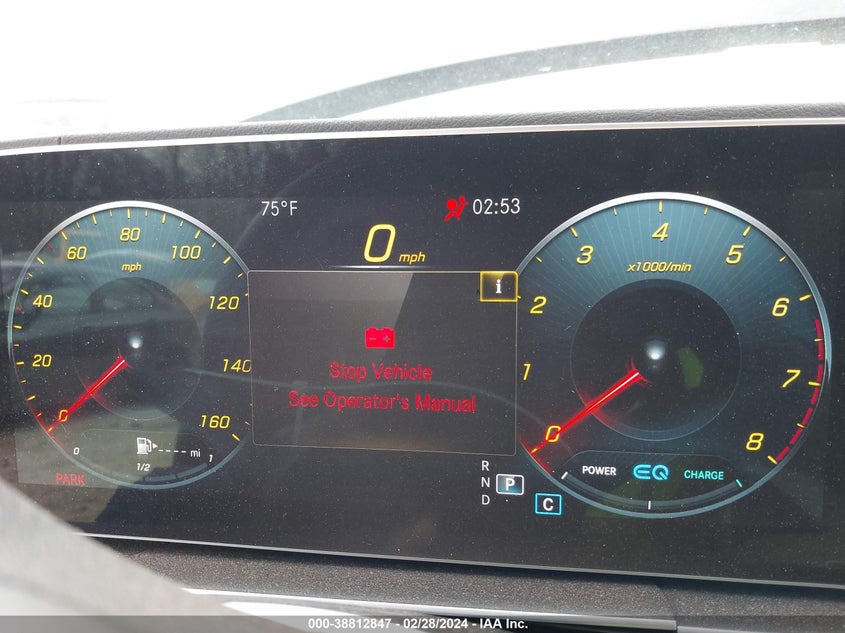 75°F
02:53
0 mph
i
Stop Vehicle
See Operator's Manual
0
20
40
60
80
100
120
140
160
mph
0
1/2
1
---- mi
PARK
0
1
2
3
4
5
6
7
8
x1000/min
POWER
EQ
CHARGE
R
N
P
D
C
000-38812847 - 02/28/2024 - IAA Inc.